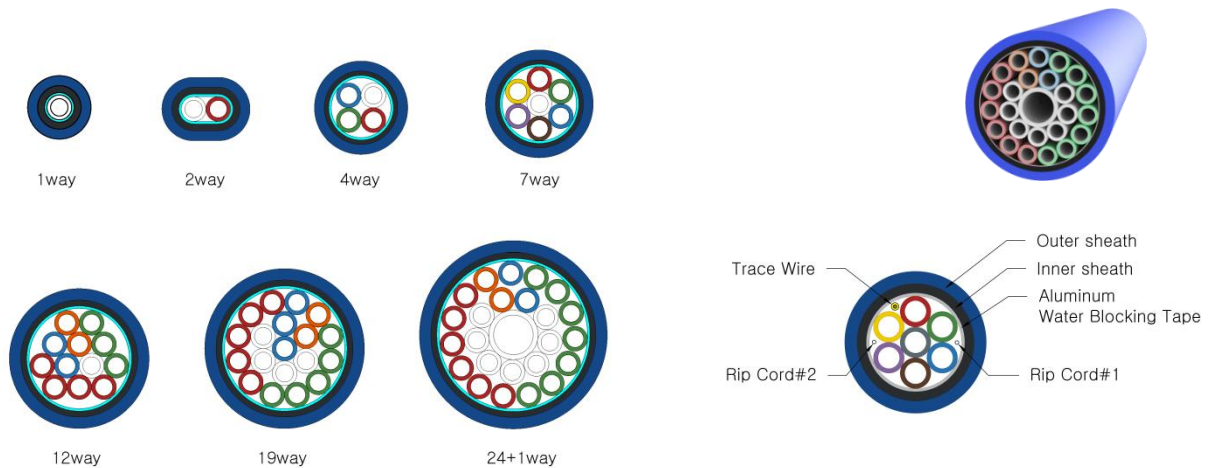 1way
2way
4way
7way
12way
19way
24+1way
Outer sheath
Trace Wire
Inner sheath
Aluminum
Water Blocking Tape
Rip Cord#2
Rip Cord#1